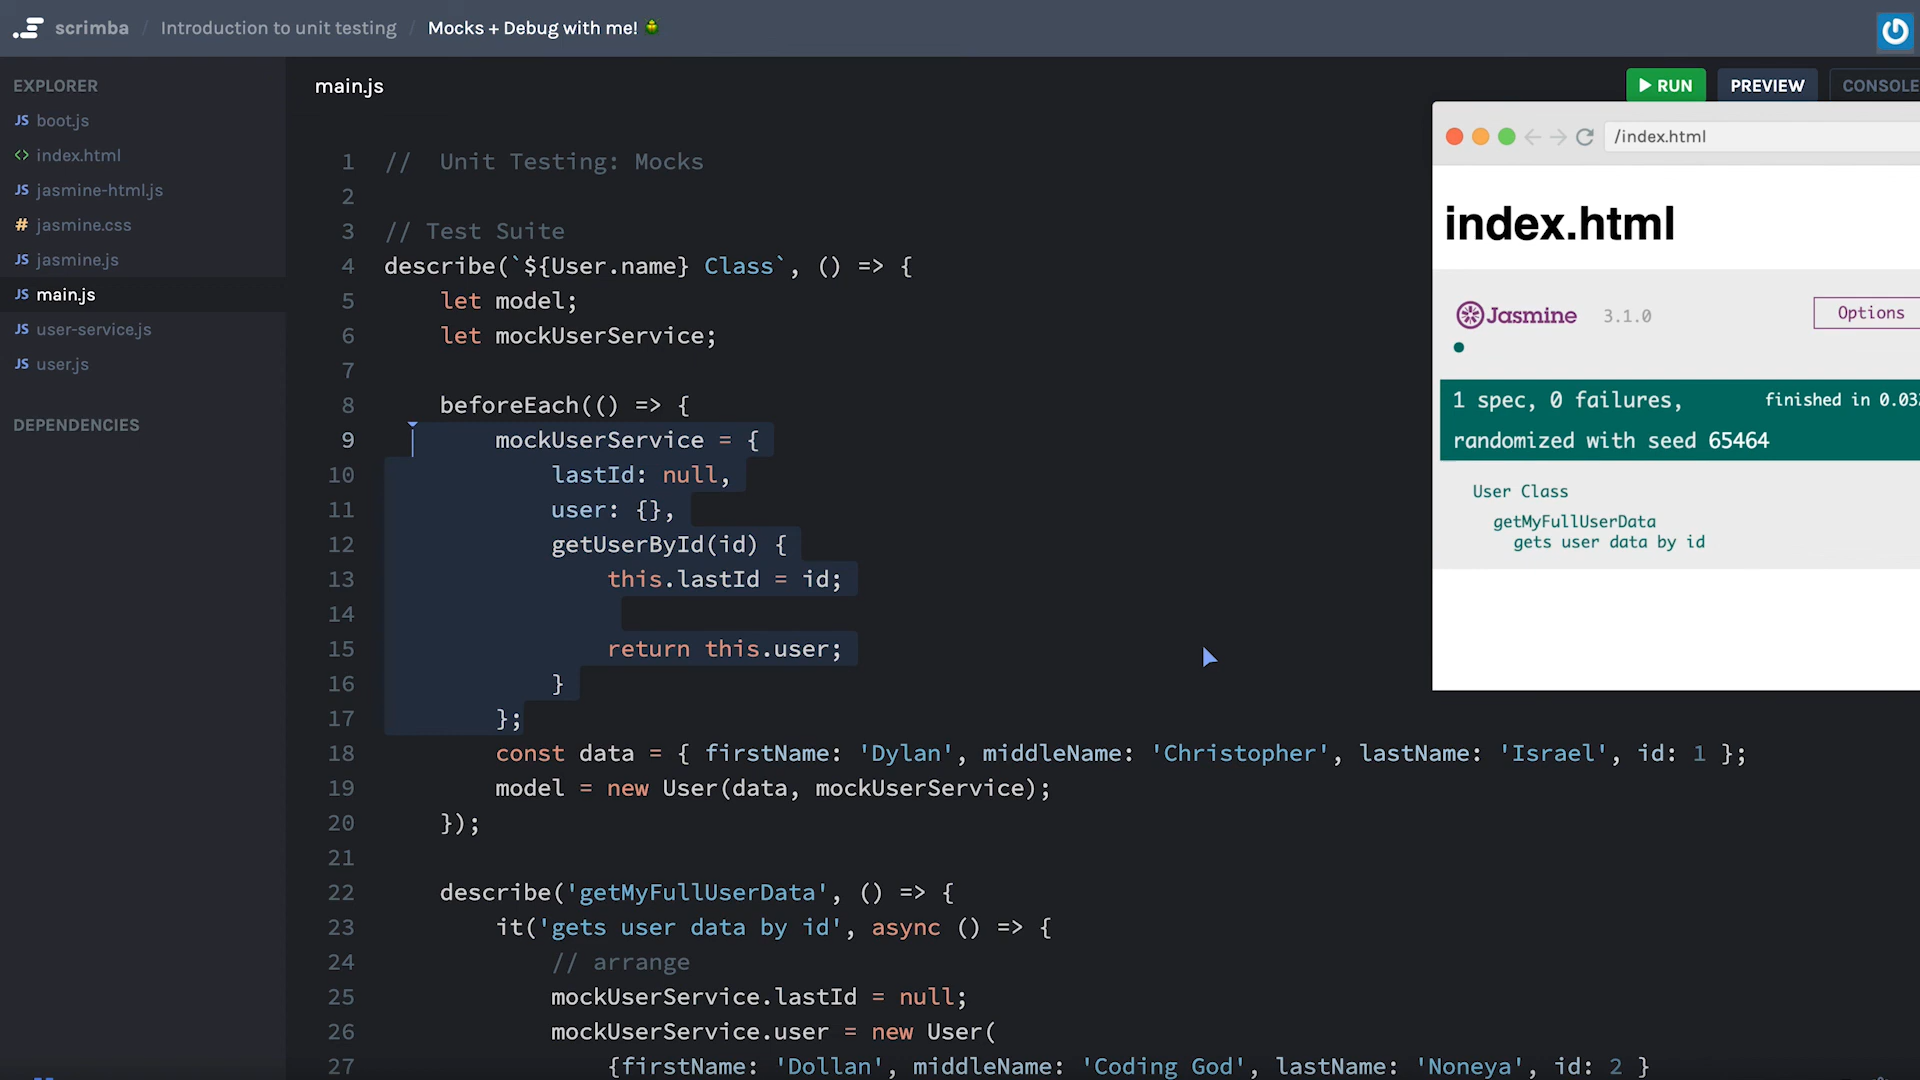 scrimba / Introduction to unit testing / Mocks + Debug with me!
EXPLORER
JS boot.js
<> index.html
JS jasmine-html.js
# jasmine.css
JS jasmine.js
JS main.js
JS user-service.js
JS user.js
DEPENDENCIES
main.js
RUN
PREVIEW
CONSOLE
1 // Unit Testing: Mocks
2
3 // Test Suite
4 describe(`${User.name} Class`, () => {
5 let model;
6 let mockUserService;
7
8 beforeEach(() => {
9 mockUserService = {
10 lastId: null,
11 user: {},
12 getUserById(id) {
13 this.lastId = id;
14
15 return this.user;
16 }
17 };
18 const data = { firstName: 'Dylan', middleName: 'Christopher', lastName: 'Israel', id: 1 };
19 model = new User(data, mockUserService);
20 });
21
22 describe('getMyFullUserData', () => {
23 it('gets user data by id', async () => {
24 // arrange
25 mockUserService.lastId = null;
26 mockUserService.user = new User(
27 {firstName: 'Dollan', middleName: 'Coding God', lastName: 'Noneya', id: 2 }
/index.html
index.html
Jasmine 3.1.0
Options
1 spec, 0 failures, finished in 0.03
randomized with seed 65464
User Class
getMyFullUserData
gets user data by id